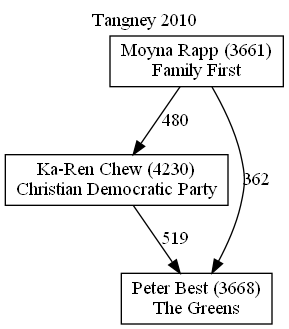 Tangney 2010
Moyna Rapp (3661)
Family First
480
Ka-Ren Chew (4230)
Christian Democratic Party
362
519
Peter Best (3668)
The Greens